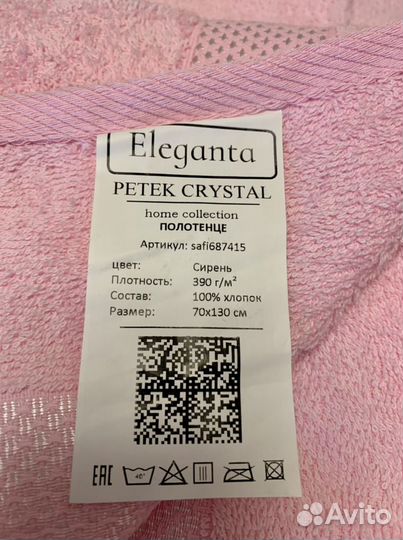 Eleganta
PETEK CRYSTAL
home collection
ПОЛОТЕНЦЕ
Артикул: safi687415
цвет: Сирень
Плотность: 390 г/м²
Состав: 100% хлопок
Размер: 70х130 см
EAC 40°
Avito